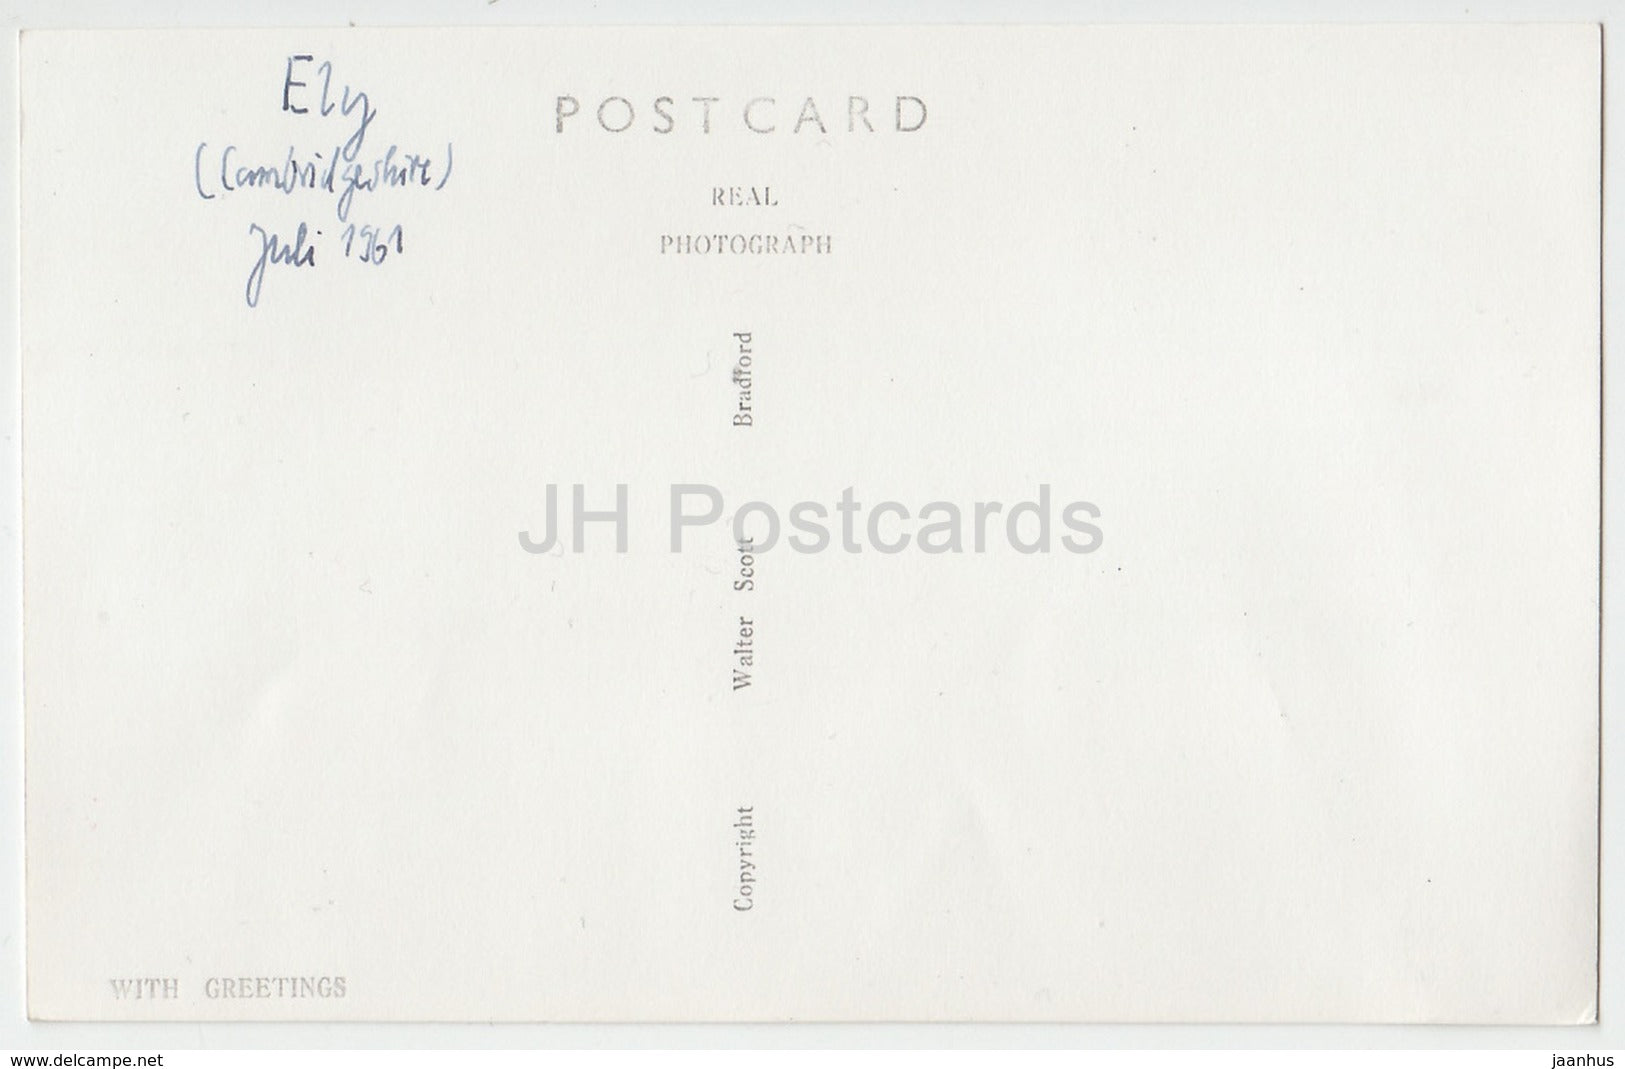 Ely
(Cambridgeshire)
Juli 1961
POSTCARD
REAL
PHOTOGRAPH
Copyright Walter Scott Bradford
JH Postcards
WITH GREETINGS
www.delcampe.net
jaanhus